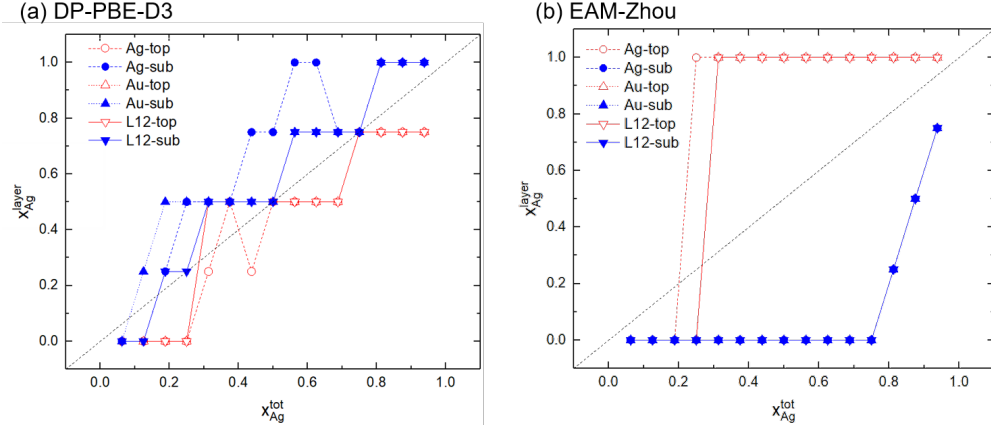 (a) DP-PBE-D3
Ag-top
Ag-sub
Au-top
Au-sub
L12-top
L12-sub
1.0
0.8
0.6
0.4
0.2
0.0
x_Ag^layer
0.0 0.2 0.4 0.6 0.8 1.0
x_Ag^tot
(b) EAM-Zhou
Ag-top
Ag-sub
Au-top
Au-sub
L12-top
L12-sub
1.0
0.8
0.6
0.4
0.2
0.0
x_Ag^layer
0.0 0.2 0.4 0.6 0.8 1.0
x_Ag^tot